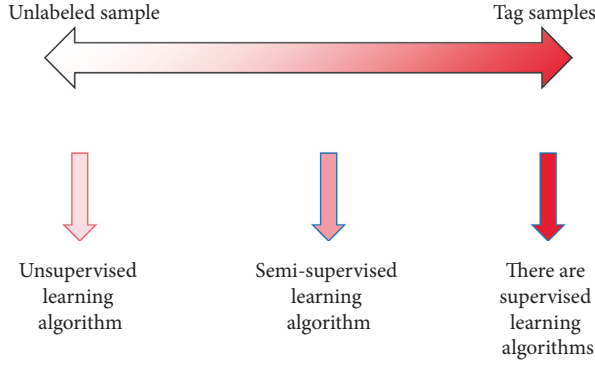 Unlabeled sample
Tag samples
Unsupervised
learning
algorithm
Semi-supervised
learning
algorithm
There are
supervised
learning
algorithms